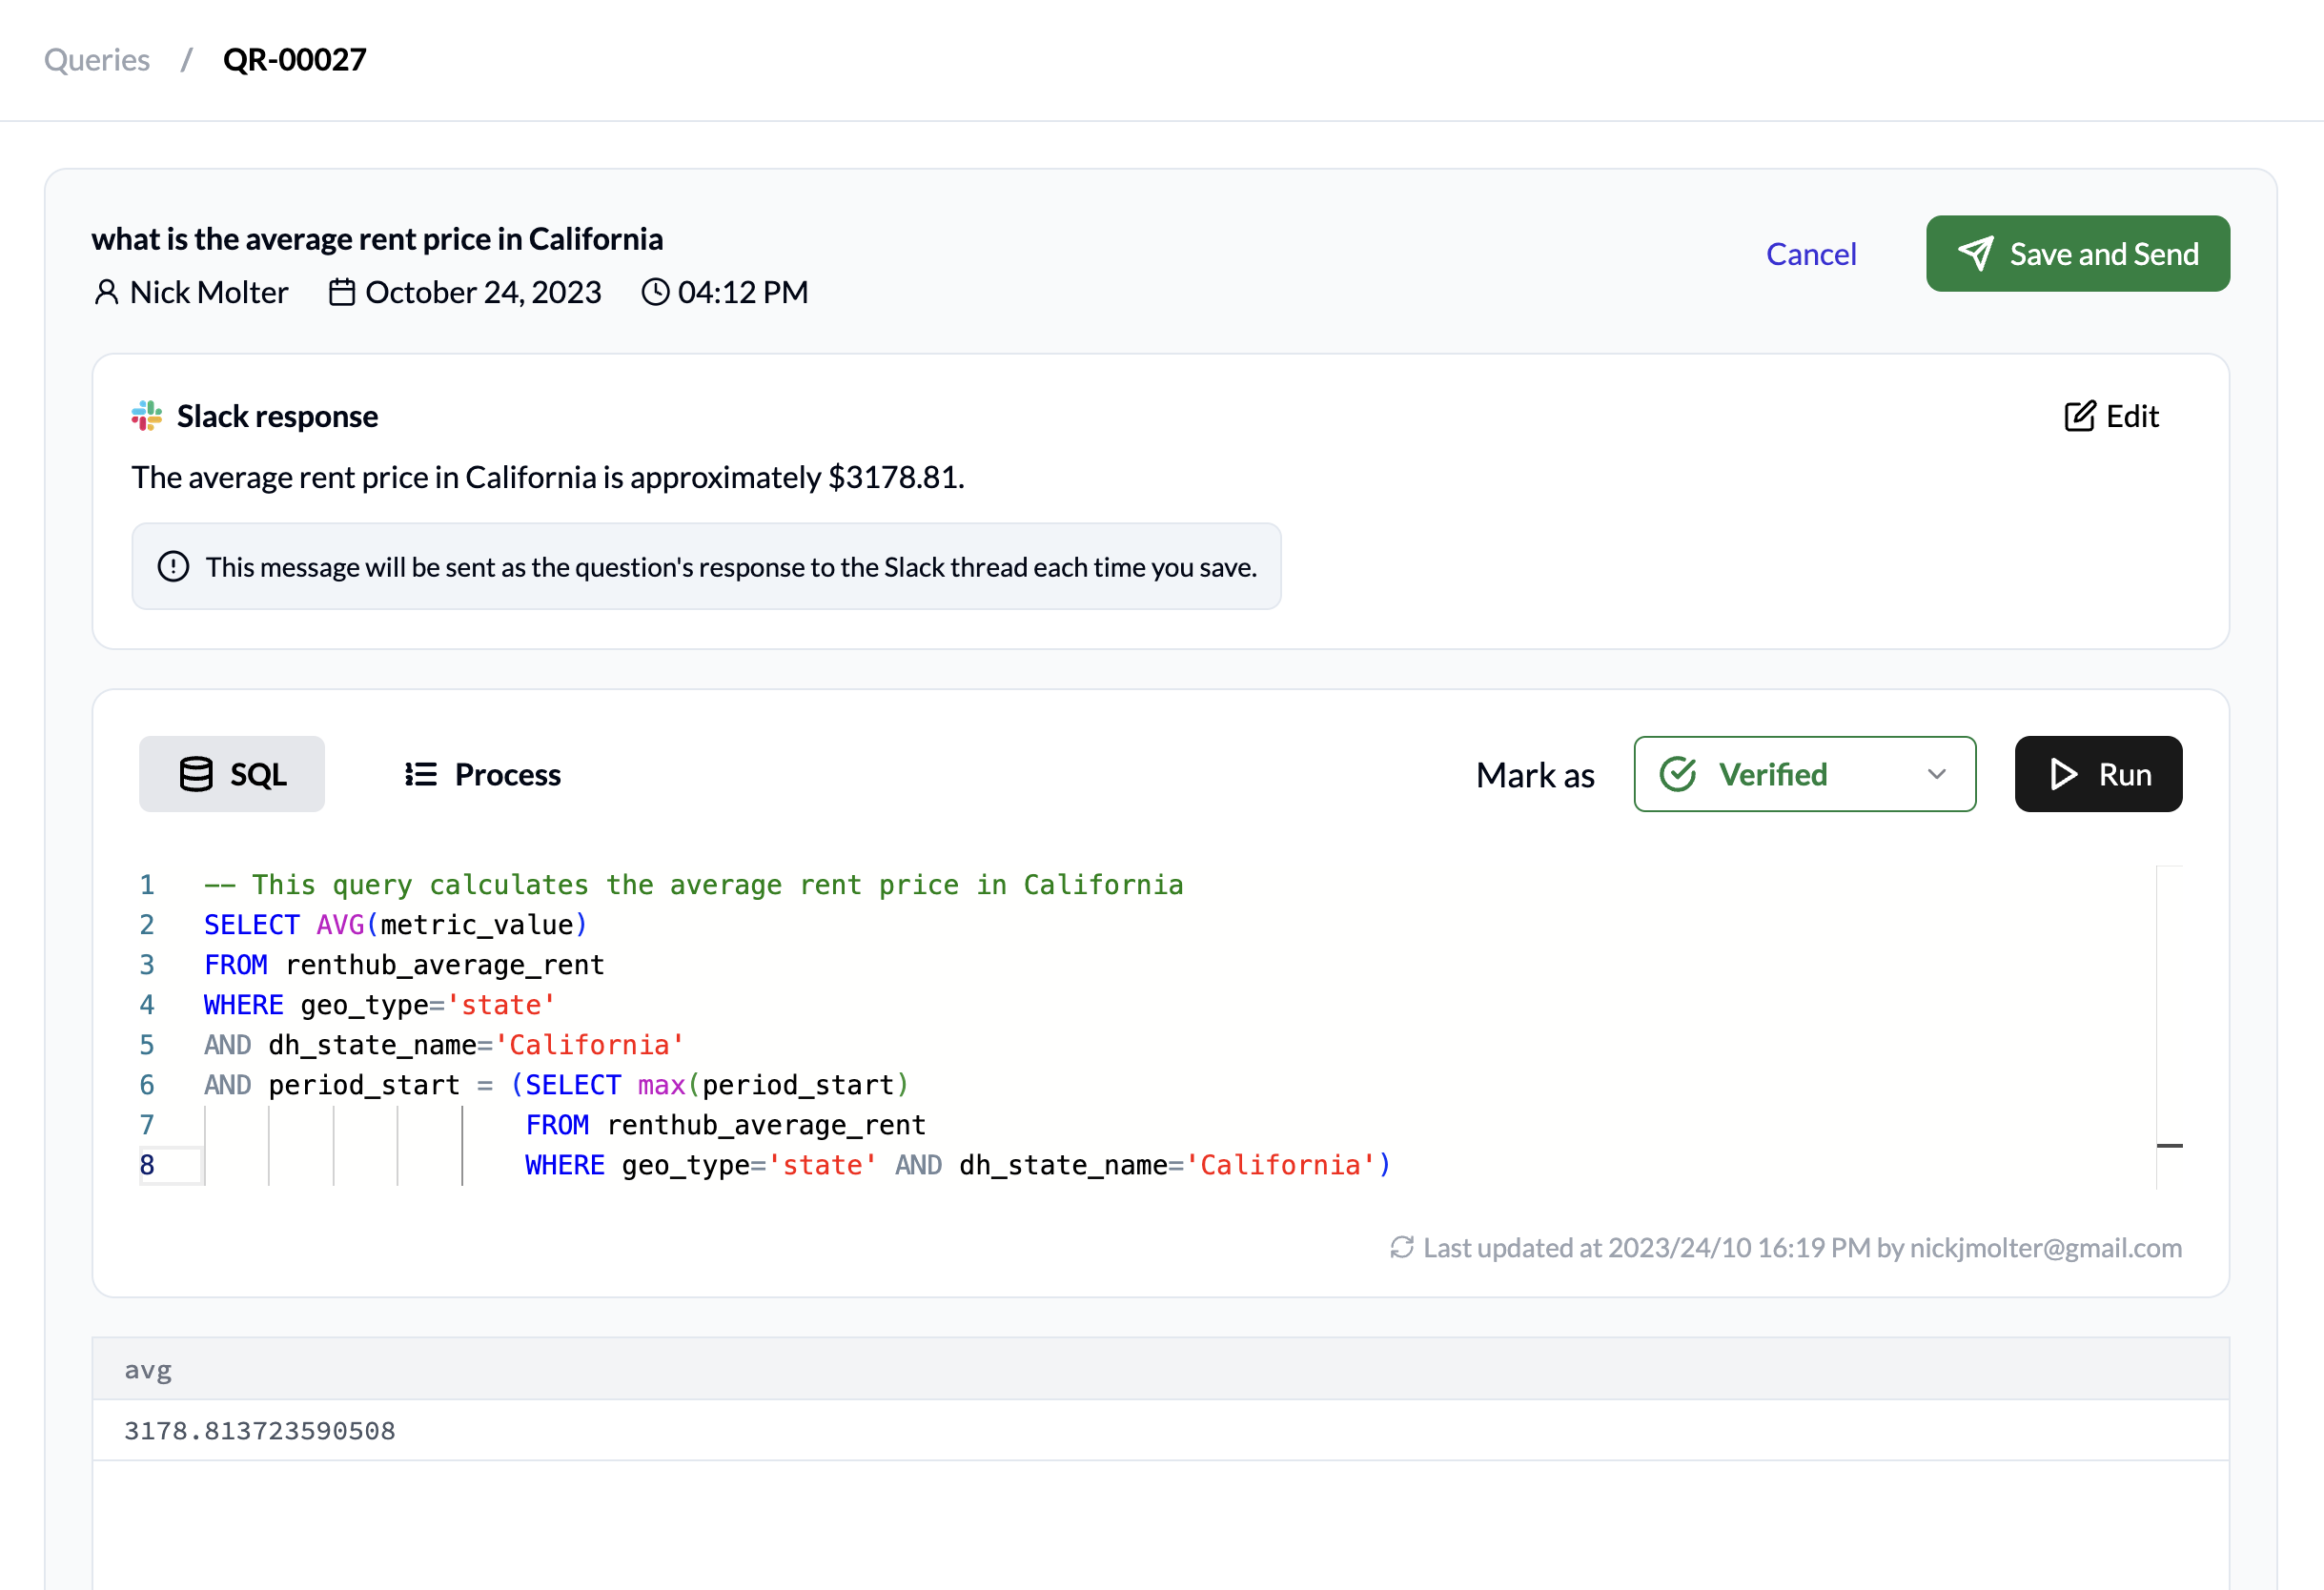 Queries / QR-00027
what is the average rent price in California
Cancel
Save and Send
Nick Molter October 24, 2023 04:12 PM
Slack response
Edit
The average rent price in California is approximately $3178.81.
This message will be sent as the question's response to the Slack thread each time you save.
SQL Process Mark as Verified Run
1 -- This query calculates the average rent price in California
2 SELECT AVG(metric_value)
3 FROM renthub_average_rent
4 WHERE geo_type='state'
5 AND dh_state_name='California'
6 AND period_start = (SELECT max(period_start)
7 FROM renthub_average_rent
8 WHERE geo_type='state' AND dh_state_name='California')
Last updated at 2023/24/10 16:19 PM by nickjmolter@gmail.com
avg
3178.813723590508